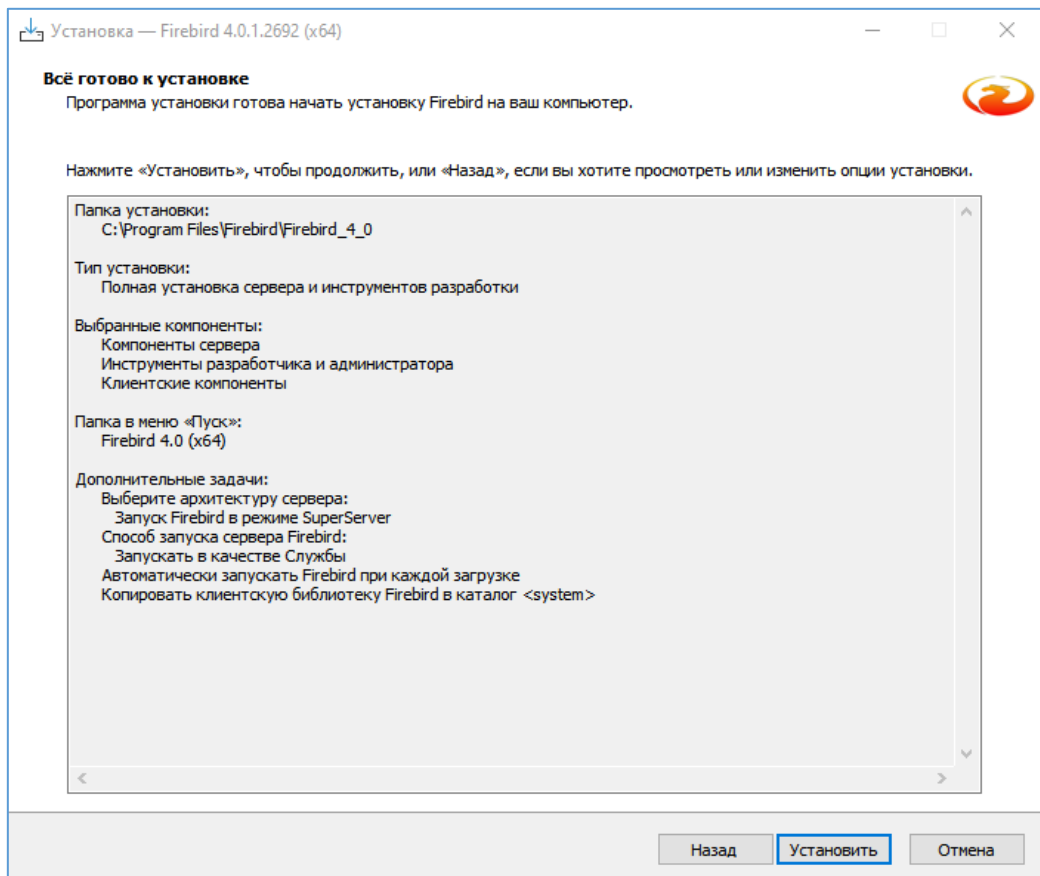 Установка — Firebird 4.0.1.2692 (x64)
Всё готово к установке
Программа установки готова начать установку Firebird на ваш компьютер.
Нажмите «Установить», чтобы продолжить, или «Назад», если вы хотите просмотреть или изменить опции установки.
Папка установки:
C:\Program Files\Firebird\Firebird_4_0
Тип установки:
Полная установка сервера и инструментов разработки
Выбранные компоненты:
Компоненты сервера
Инструменты разработчика и администратора
Клиентские компоненты
Папка в меню «Пуск»:
Firebird 4.0 (x64)
Дополнительные задачи:
Выберите архитектуру сервера:
Запуск Firebird в режиме SuperServer
Способ запуска сервера Firebird:
Запускать в качестве Службы
Автоматически запускать Firebird при каждой загрузке
Копировать клиентскую библиотеку Firebird в каталог <system>
Назад
Установить
Отмена